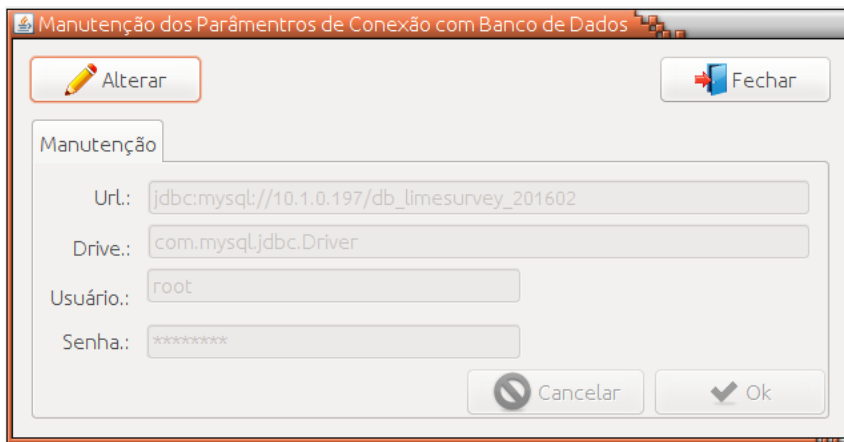 Manutenção dos Parâmentros de Conexão com Banco de Dados
Alterar
Fechar
Manutenção
Url.: jdbc:mysql://10.1.0.197/db_limesurvey_201602
Drive.: com.mysql.jdbc.Driver
Usuário.: root
Senha.: ********
Cancelar
Ok